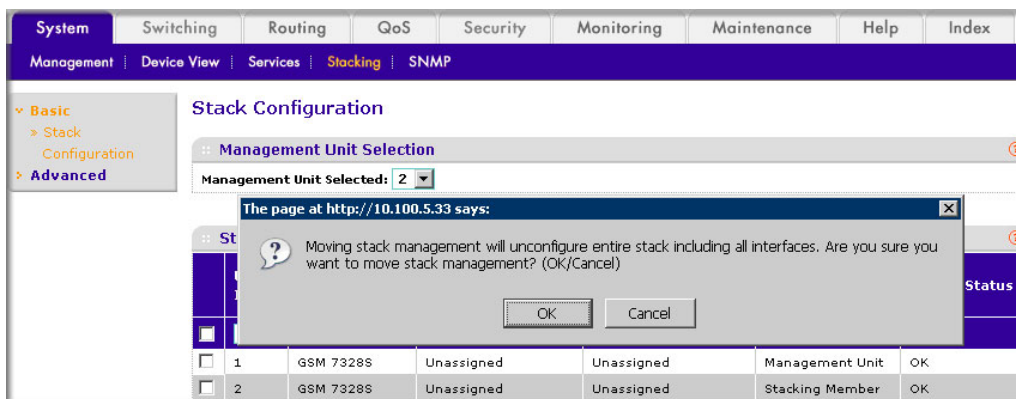 System Switching Routing QoS Security Monitoring Maintenance Help Index
Management Device View Services Stacking SNMP
Basic
Stack
Configuration
Advanced
Stack Configuration
Management Unit Selection
Management Unit Selected: 2
The page at http://10.100.5.33 says:
Moving stack management will unconfigure entire stack including all interfaces. Are you sure you
want to move stack management? (OK/Cancel)
OK Cancel
St
Status
1 GSM 7328S Unassigned Unassigned Management Unit OK
2 GSM 7328S Unassigned Unassigned Stacking Member OK